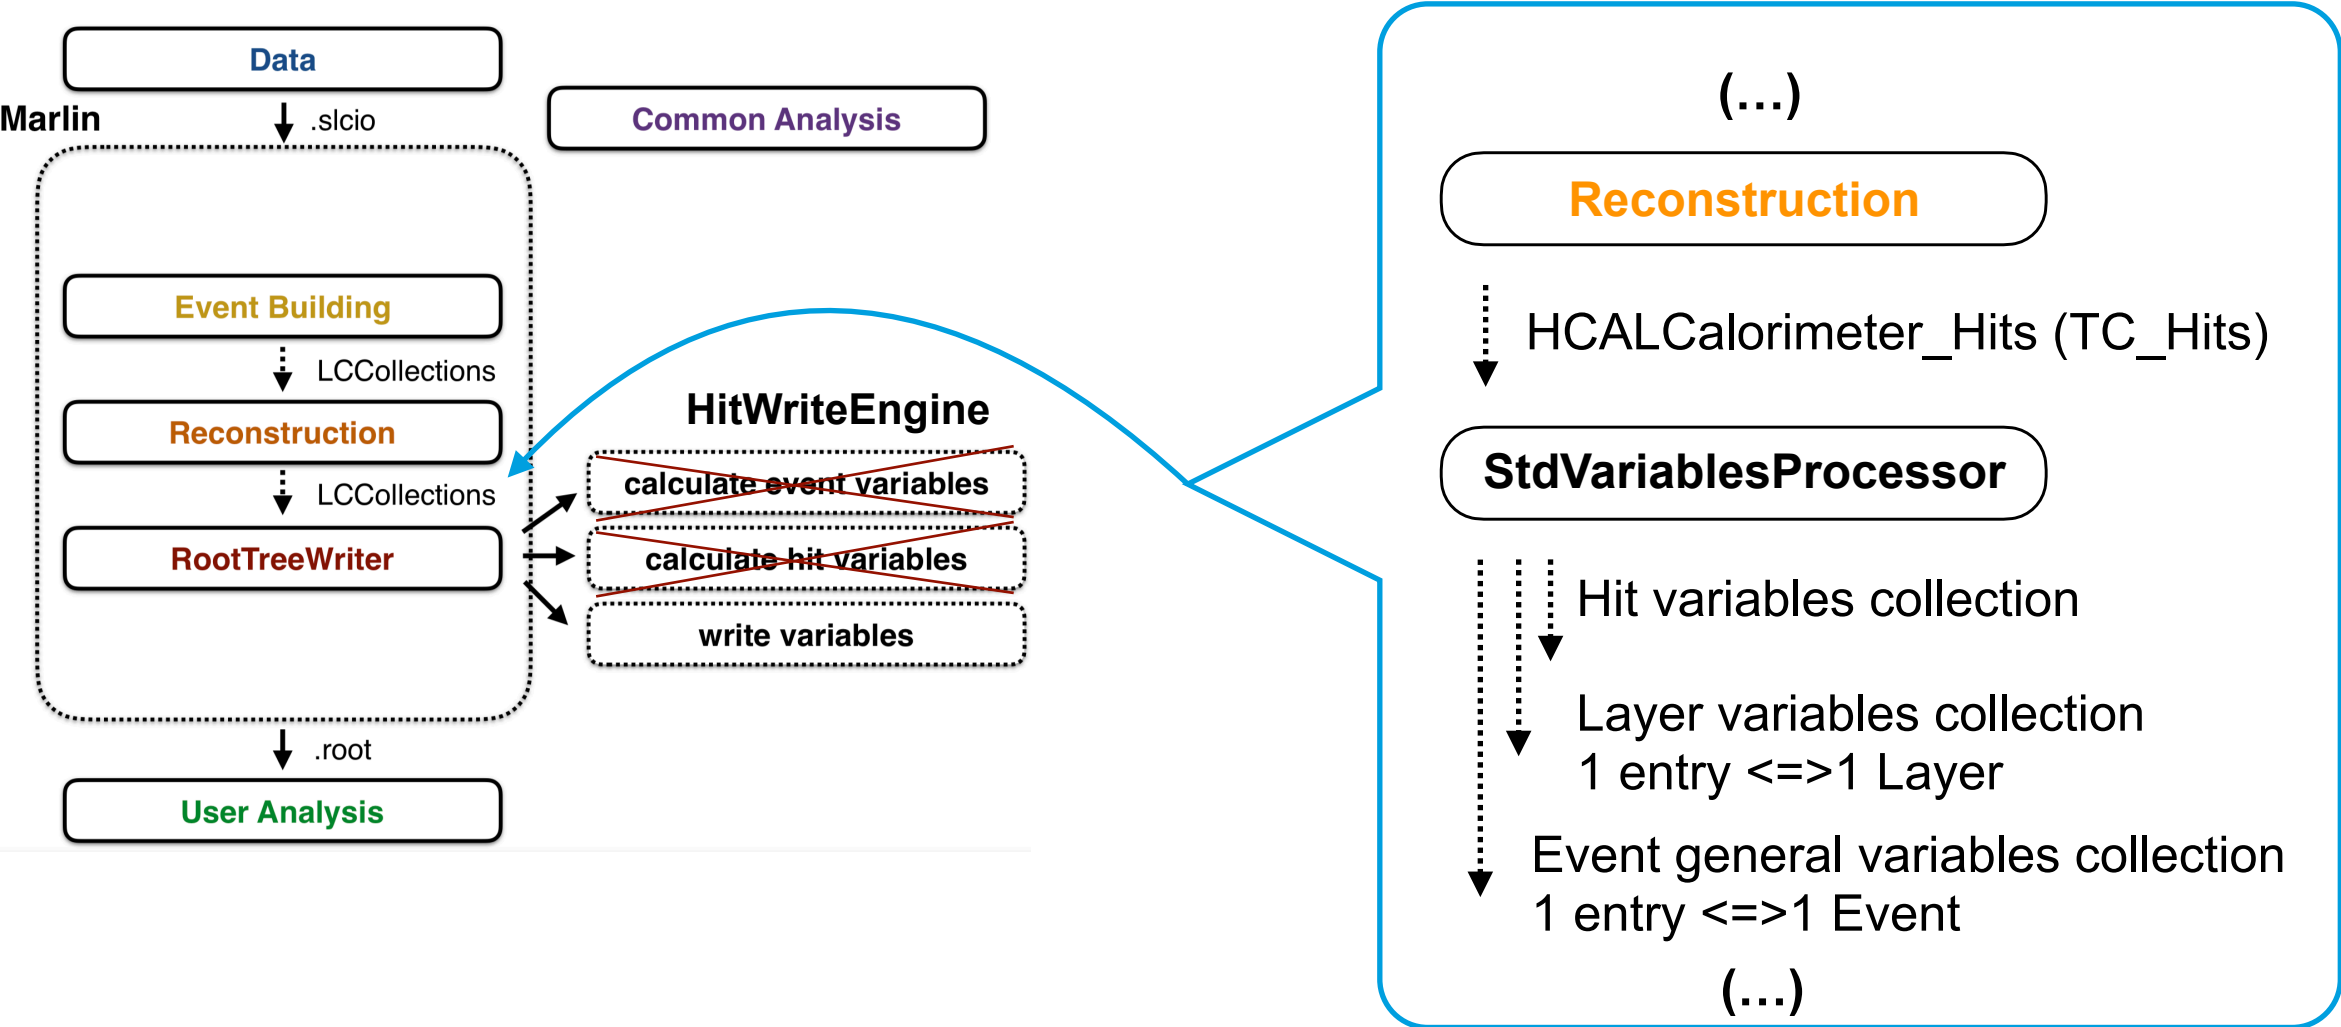 Data
Marlin
.slcio
Common Analysis
Event Building
LCCollections
Reconstruction
LCCollections
RootTreeWriter
HitWriteEngine
calculate event variables
calculate hit variables
write variables
.root
User Analysis
(...)
Reconstruction
HCALCalorimeter_Hits (TC_Hits)
StdVariablesProcessor
Hit variables collection
Layer variables collection
1 entry <=>1 Layer
Event general variables collection
1 entry <=>1 Event
(...)